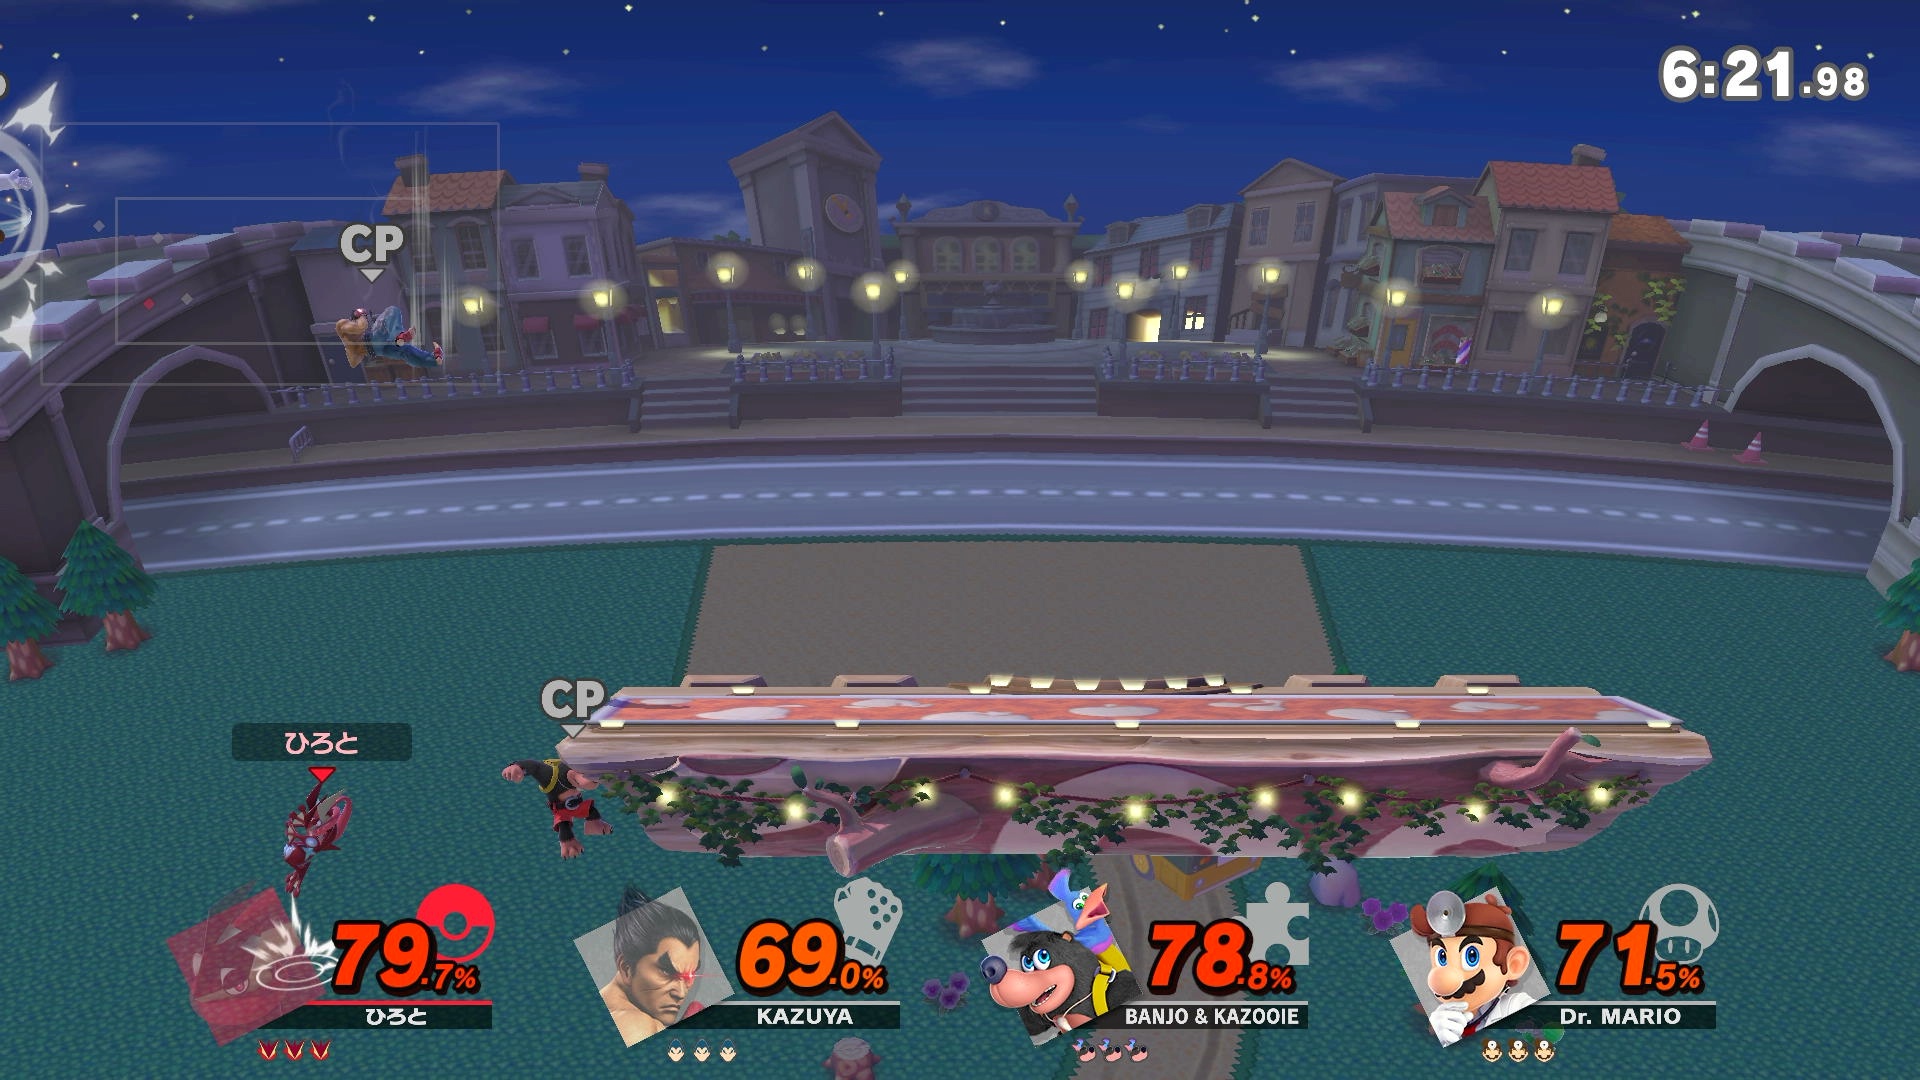 6:21.98
CP
CP
ひろと
79.7%
69.0%
78.8%
71.5%
ひろと
KAZUYA
BANJO & KAZOOIE
Dr. MARIO